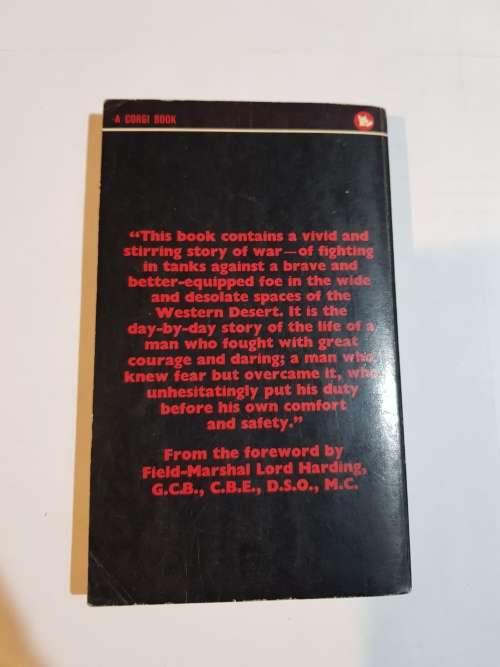 A CORGI BOOK
“This book contains a vivid and
stirring story of war—of fighting
in tanks against a brave and
better-equipped foe in the wide
and desolate spaces of the
Western Desert. It is the
day-by-day story of the life of a
man who fought with great
courage and daring; a man who
knew fear but overcame it, who
unhesitatingly put his duty
before his own comfort
and safety.”
From the foreword by
Field-Marshal Lord Harding,
G.C.B., C.B.E., D.S.O., M.C.